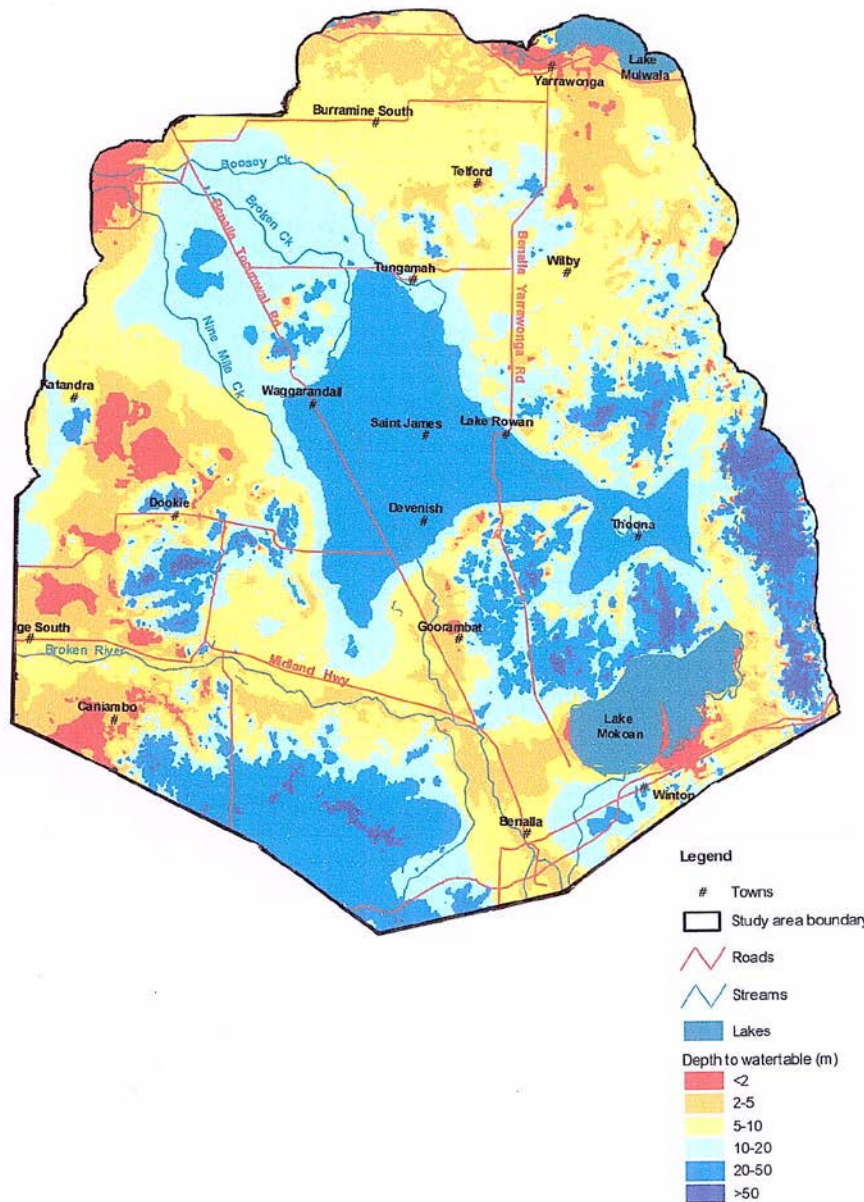 Lake
Mulwala
Yarrawonga
Burramine South
Boosey Ck
Telford
Broken Ck
Benalla Tocumwal Rd
Benalla Yarrawonga Rd
Wilby
Tungamah
Nine Mile Ck
Katandra
Waggarandall
Saint James
Lake Rowan
Dookie
Devenish
Thoona
ge South
Goorambat
Broken River
Midland Hwy
Caniambo
Lake
Mokoan
Winton
Benalla
Legend
# Towns
Study area boundary
Roads
Streams
Lakes
Depth to watertable (m)
<2
2-5
5-10
10-20
20-50
>50